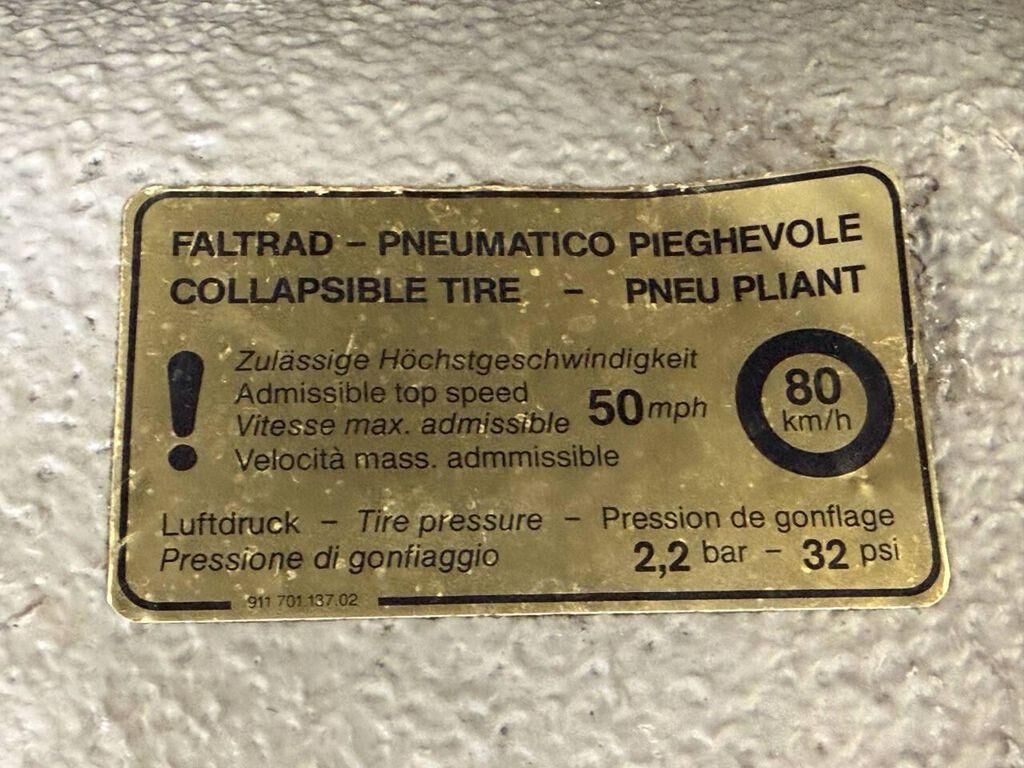 FALTRAD – PNEUMATICO PIEGHEVOLE
COLLAPSIBLE TIRE – PNEU PLIANT
! Zulässige Höchstgeschwindigkeit
Admissible top speed
Vitesse max. admissible 50 mph
Velocità mass. admmissible
80
km/h
Luftdruck – Tire pressure – Pression de gonflage
Pressione di gonfiaggio 2,2 bar – 32 psi
911 701.137.02